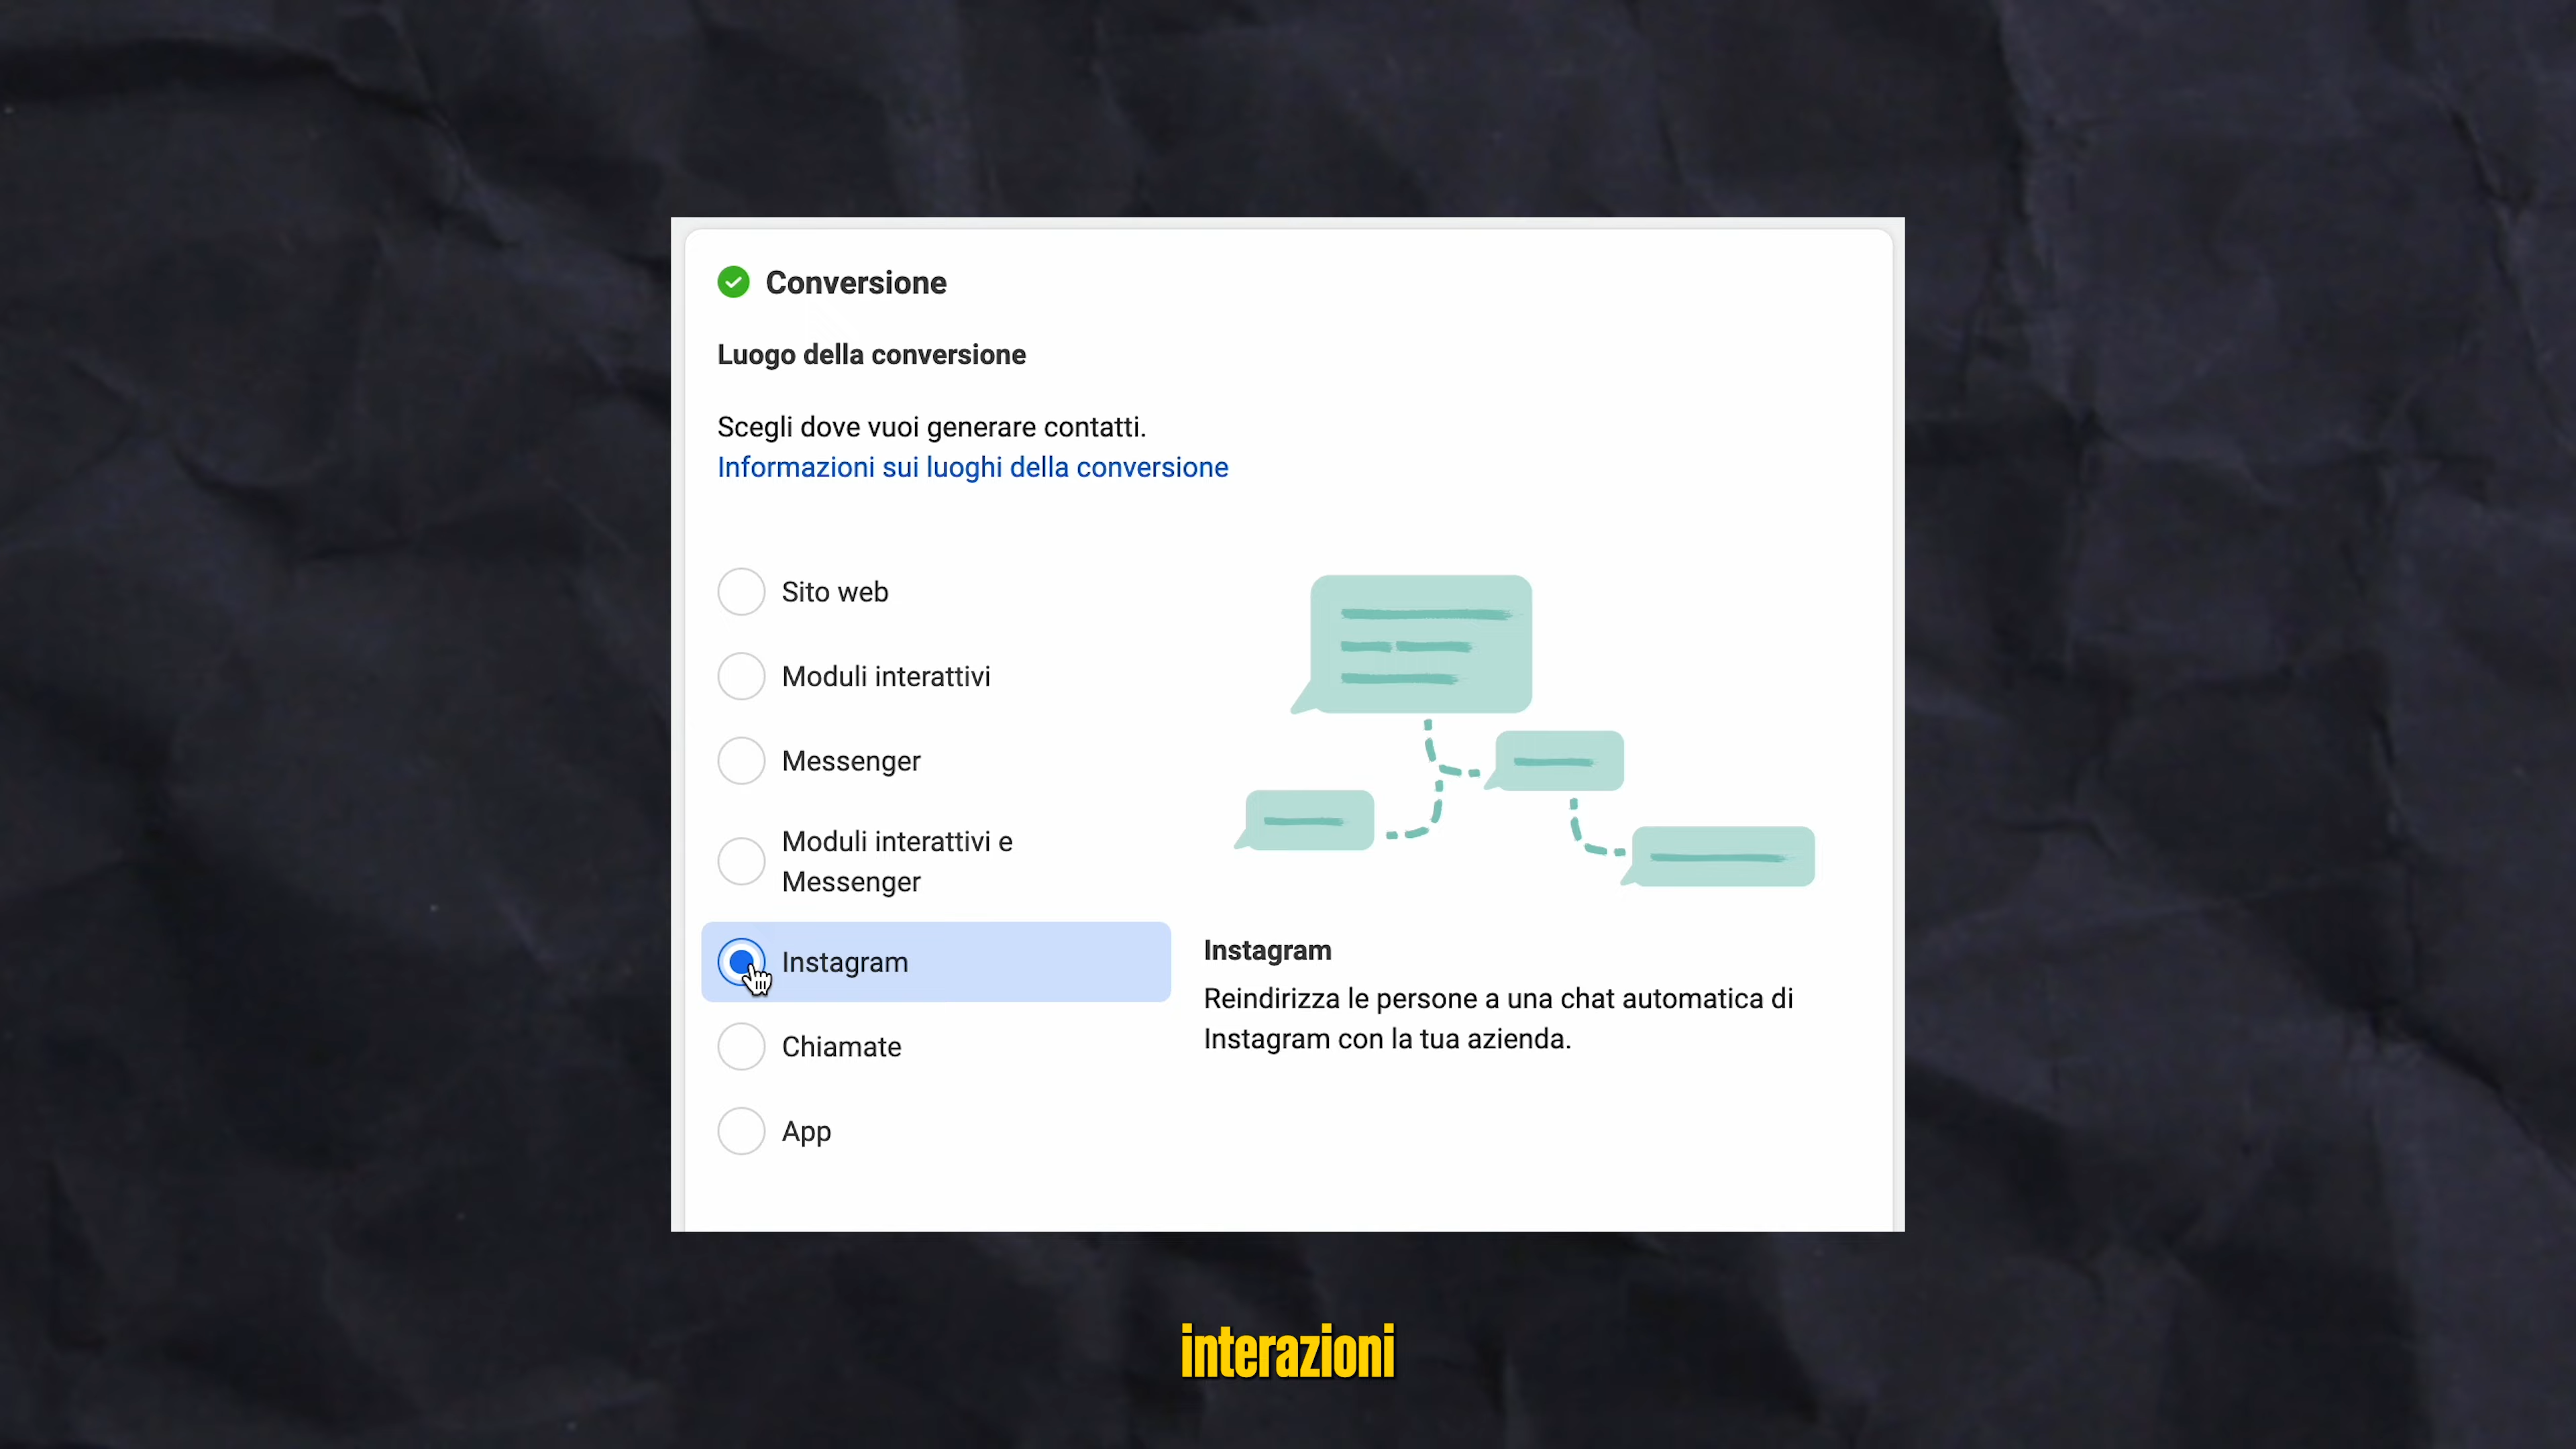 Conversione
Luogo della conversione
Scegli dove vuoi generare contatti.
Informazioni sui luoghi della conversione
Sito web
Moduli interattivi
Messenger
Moduli interattivi e
Messenger
Instagram
Chiamate
App
Instagram
Reindirizza le persone a una chat automatica di
Instagram con la tua azienda.
interazioni